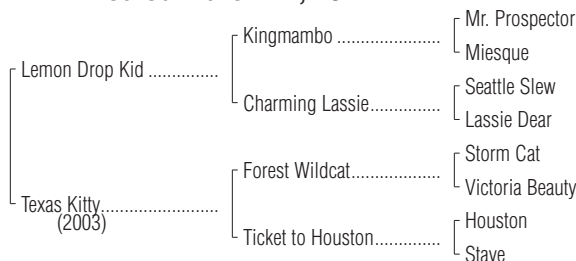 Kingmambo ..................
Mr. Prospector
Miesque
Lemon Drop Kid ...............
Charming Lassie...............
Seattle Slew
Lassie Dear
Forest Wildcat...................
Storm Cat
Victoria Beauty
Texas Kitty.........................
(2003)
Ticket to Houston..............
Houston
Stave